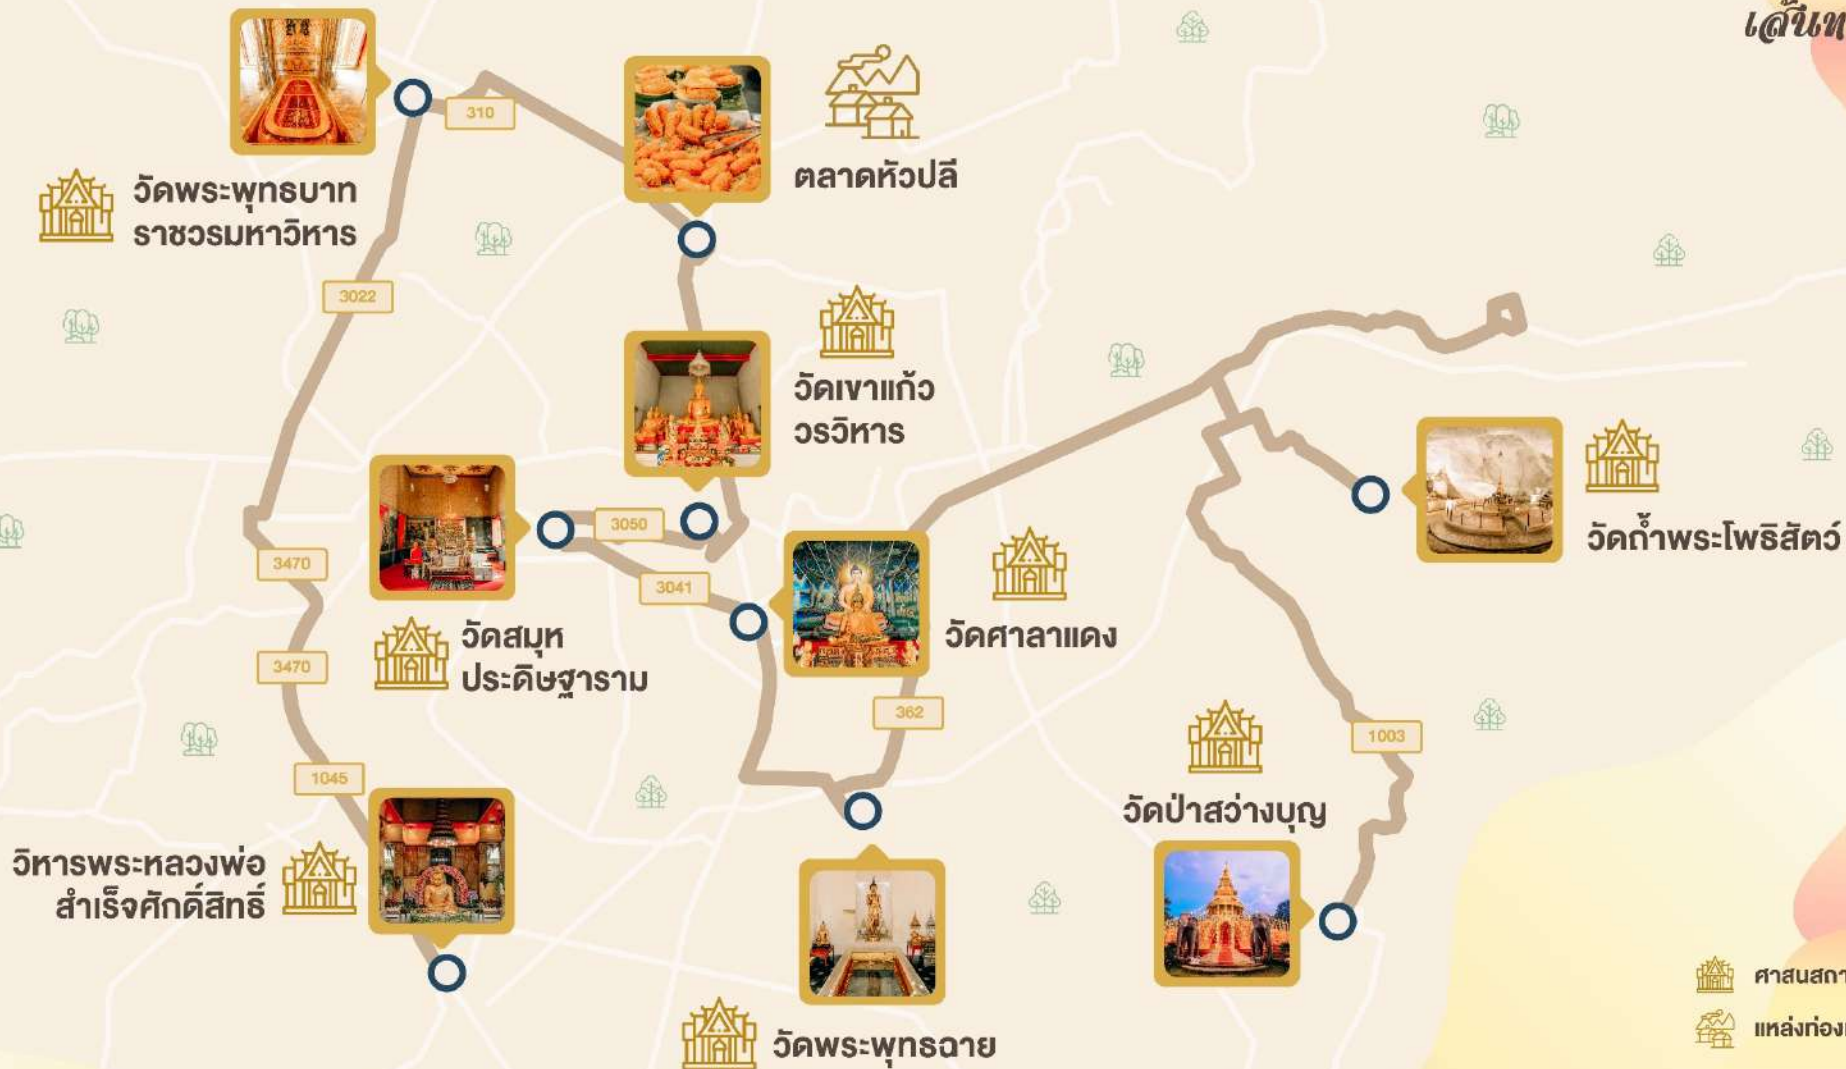 310
ตลาดหัวปลี
วัดพระพุทธบาท
ราชวรมหาวิหาร
3022
วัดเขาแก้ว
วรวิหาร
3050
วัดถ้ำพระโพธิสัตว์
3470
3041
วัดศาลาแดง
วัดสมุห
ประดิษฐาราม
3470
362
1003
1045
วัดป่าสว่างบุญ
วิหารพระหลวงพ่อ
สำเร็จศักดิ์สิทธิ์
วัดพระพุทธฉาย